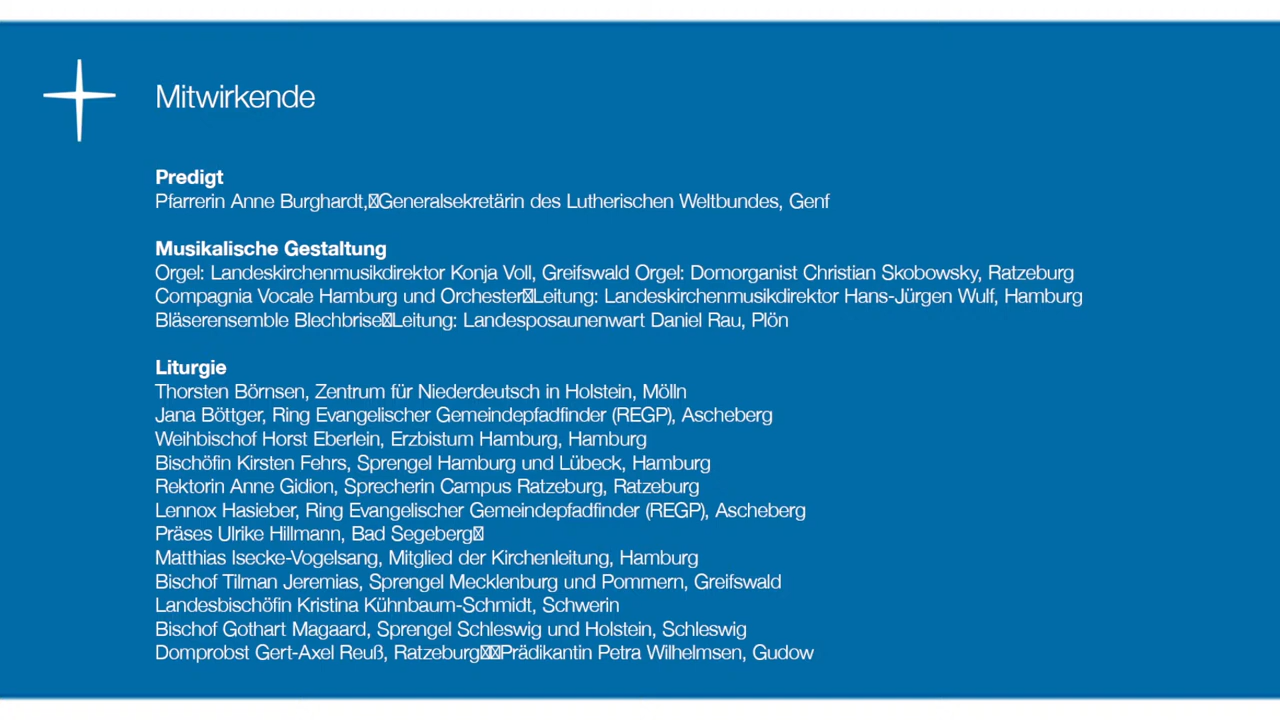 Mitwirkende
Predigt
Pfarrerin Anne Burghardt,☒Generalsekretärin des Lutherischen Weltbundes, Genf
Musikalische Gestaltung
Orgel: Landeskirchenmusikdirektor Konja Voll, Greifswald Orgel: Domorganist Christian Skobowsky, Ratzeburg
Compagnia Vocale Hamburg und Orchester☒Leitung: Landeskirchenmusikdirektor Hans-Jürgen Wulf, Hamburg
Bläserensemble Blechbrise☒Leitung: Landesposaunenwart Daniel Rau, Plön
Liturgie
Thorsten Börnsen, Zentrum für Niederdeutsch in Holstein, Mölln
Jana Böttger, Ring Evangelischer Gemeindepfadfinder (REGP), Ascheberg
Weihbischof Horst Eberlein, Erzbistum Hamburg, Hamburg
Bischöfin Kirsten Fehrs, Sprengel Hamburg und Lübeck, Hamburg
Rektorin Anne Gidion, Sprecherin Campus Ratzeburg, Ratzeburg
Lennox Hasieber, Ring Evangelischer Gemeindepfadfinder (REGP), Ascheberg
Präses Ulrike Hillmann, Bad Segeberg☒
Matthias Isecke-Vogelsang, Mitglied der Kirchenleitung, Hamburg
Bischof Tilman Jeremias, Sprengel Mecklenburg und Pommern, Greifswald
Landesbischöfin Kristina Kühnbaum-Schmidt, Schwerin
Bischof Gothart Magaard, Sprengel Schleswig und Holstein, Schleswig
Domprobst Gert-Axel Reuß, Ratzeburg☒☒Prädikantin Petra Wilhelmsen, Gudow